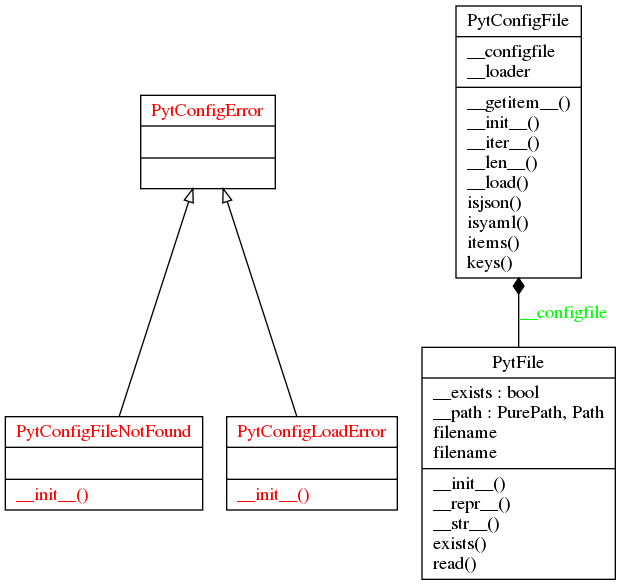 PytConfigFile
__configfile
__loader
__getitem__()
__init__()
__iter__()
__len__()
__load()
isjson()
isyaml()
items()
keys()
PytConfigError
__configfile
PytFile
__exists : bool
__path : PurePath, Path
filename
filename
__init__()
__repr__()
__str__()
exists()
read()
PytConfigFileNotFound
__init__()
PytConfigLoadError
__init__()